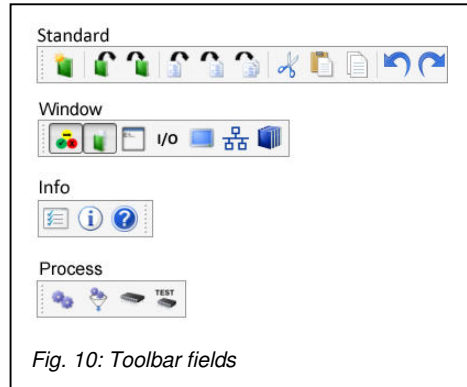 Standard
Window
I/O
Info
Process
TEST
Fig. 10: Toolbar fields